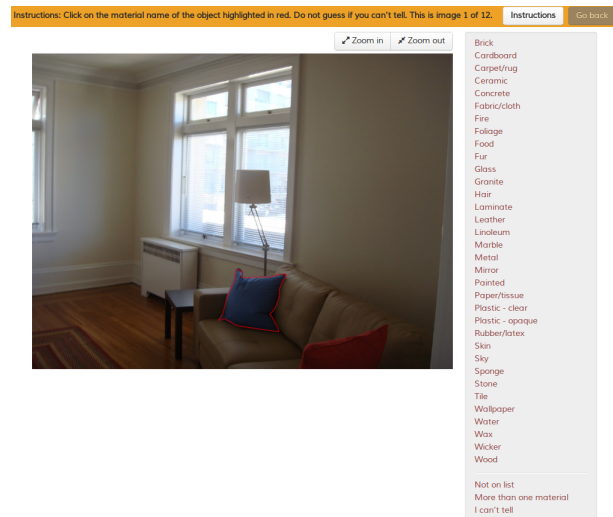 Instructions: Click on the material name of the object highlighted in red. Do not guess if you can't tell. This is image 1 of 12. Instructions Go back
Zoom in Zoom out
Brick
Cardboard
Carpet/rug
Ceramic
Concrete
Fabric/cloth
Fire
Foliage
Food
Fur
Glass
Granite
Hair
Laminate
Leather
Linoleum
Marble
Metal
Mirror
Painted
Paper/tissue
Plastic - clear
Plastic - opaque
Rubber/latex
Skin
Sky
Sponge
Stone
Tile
Wallpaper
Water
Wax
Wicker
Wood
Not on list
More than one material
I can't tell